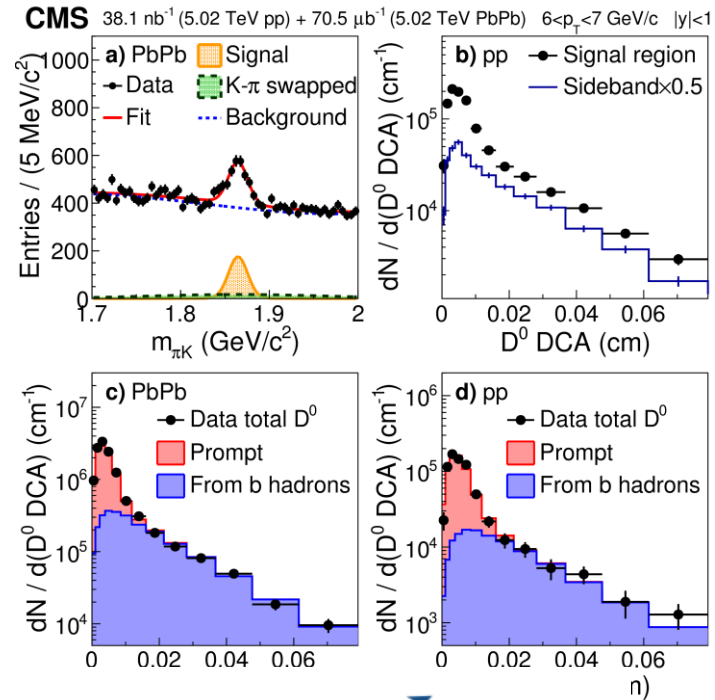 CMS 38.1 nb⁻¹ (5.02 TeV pp) + 70.5 μb⁻¹ (5.02 TeV PbPb) 6<p_T<7 GeV/c |y|<1
a) PbPb
Signal
Data
K-π swapped
Fit
Background
Entries / (5 MeV/c²)
1000
800
600
400
200
0
1.7 1.8 1.9 2
m_πK (GeV/c²)
b) pp
Signal region
Sideband×0.5
dN / d(D⁰ DCA) (cm⁻¹)
10⁵
10⁴
0 0.02 0.04 0.06
D⁰ DCA (cm)
c) PbPb
Data total D⁰
Prompt
From b hadrons
dN / d(D⁰ DCA) (cm⁻¹)
10⁷
10⁶
10⁵
10⁴
0 0.02 0.04 0.06
d) pp
Data total D⁰
Prompt
From b hadrons
dN / d(D⁰ DCA) (cm⁻¹)
10⁶
10⁵
10⁴
10³
0 0.02 0.04 0.06
n)